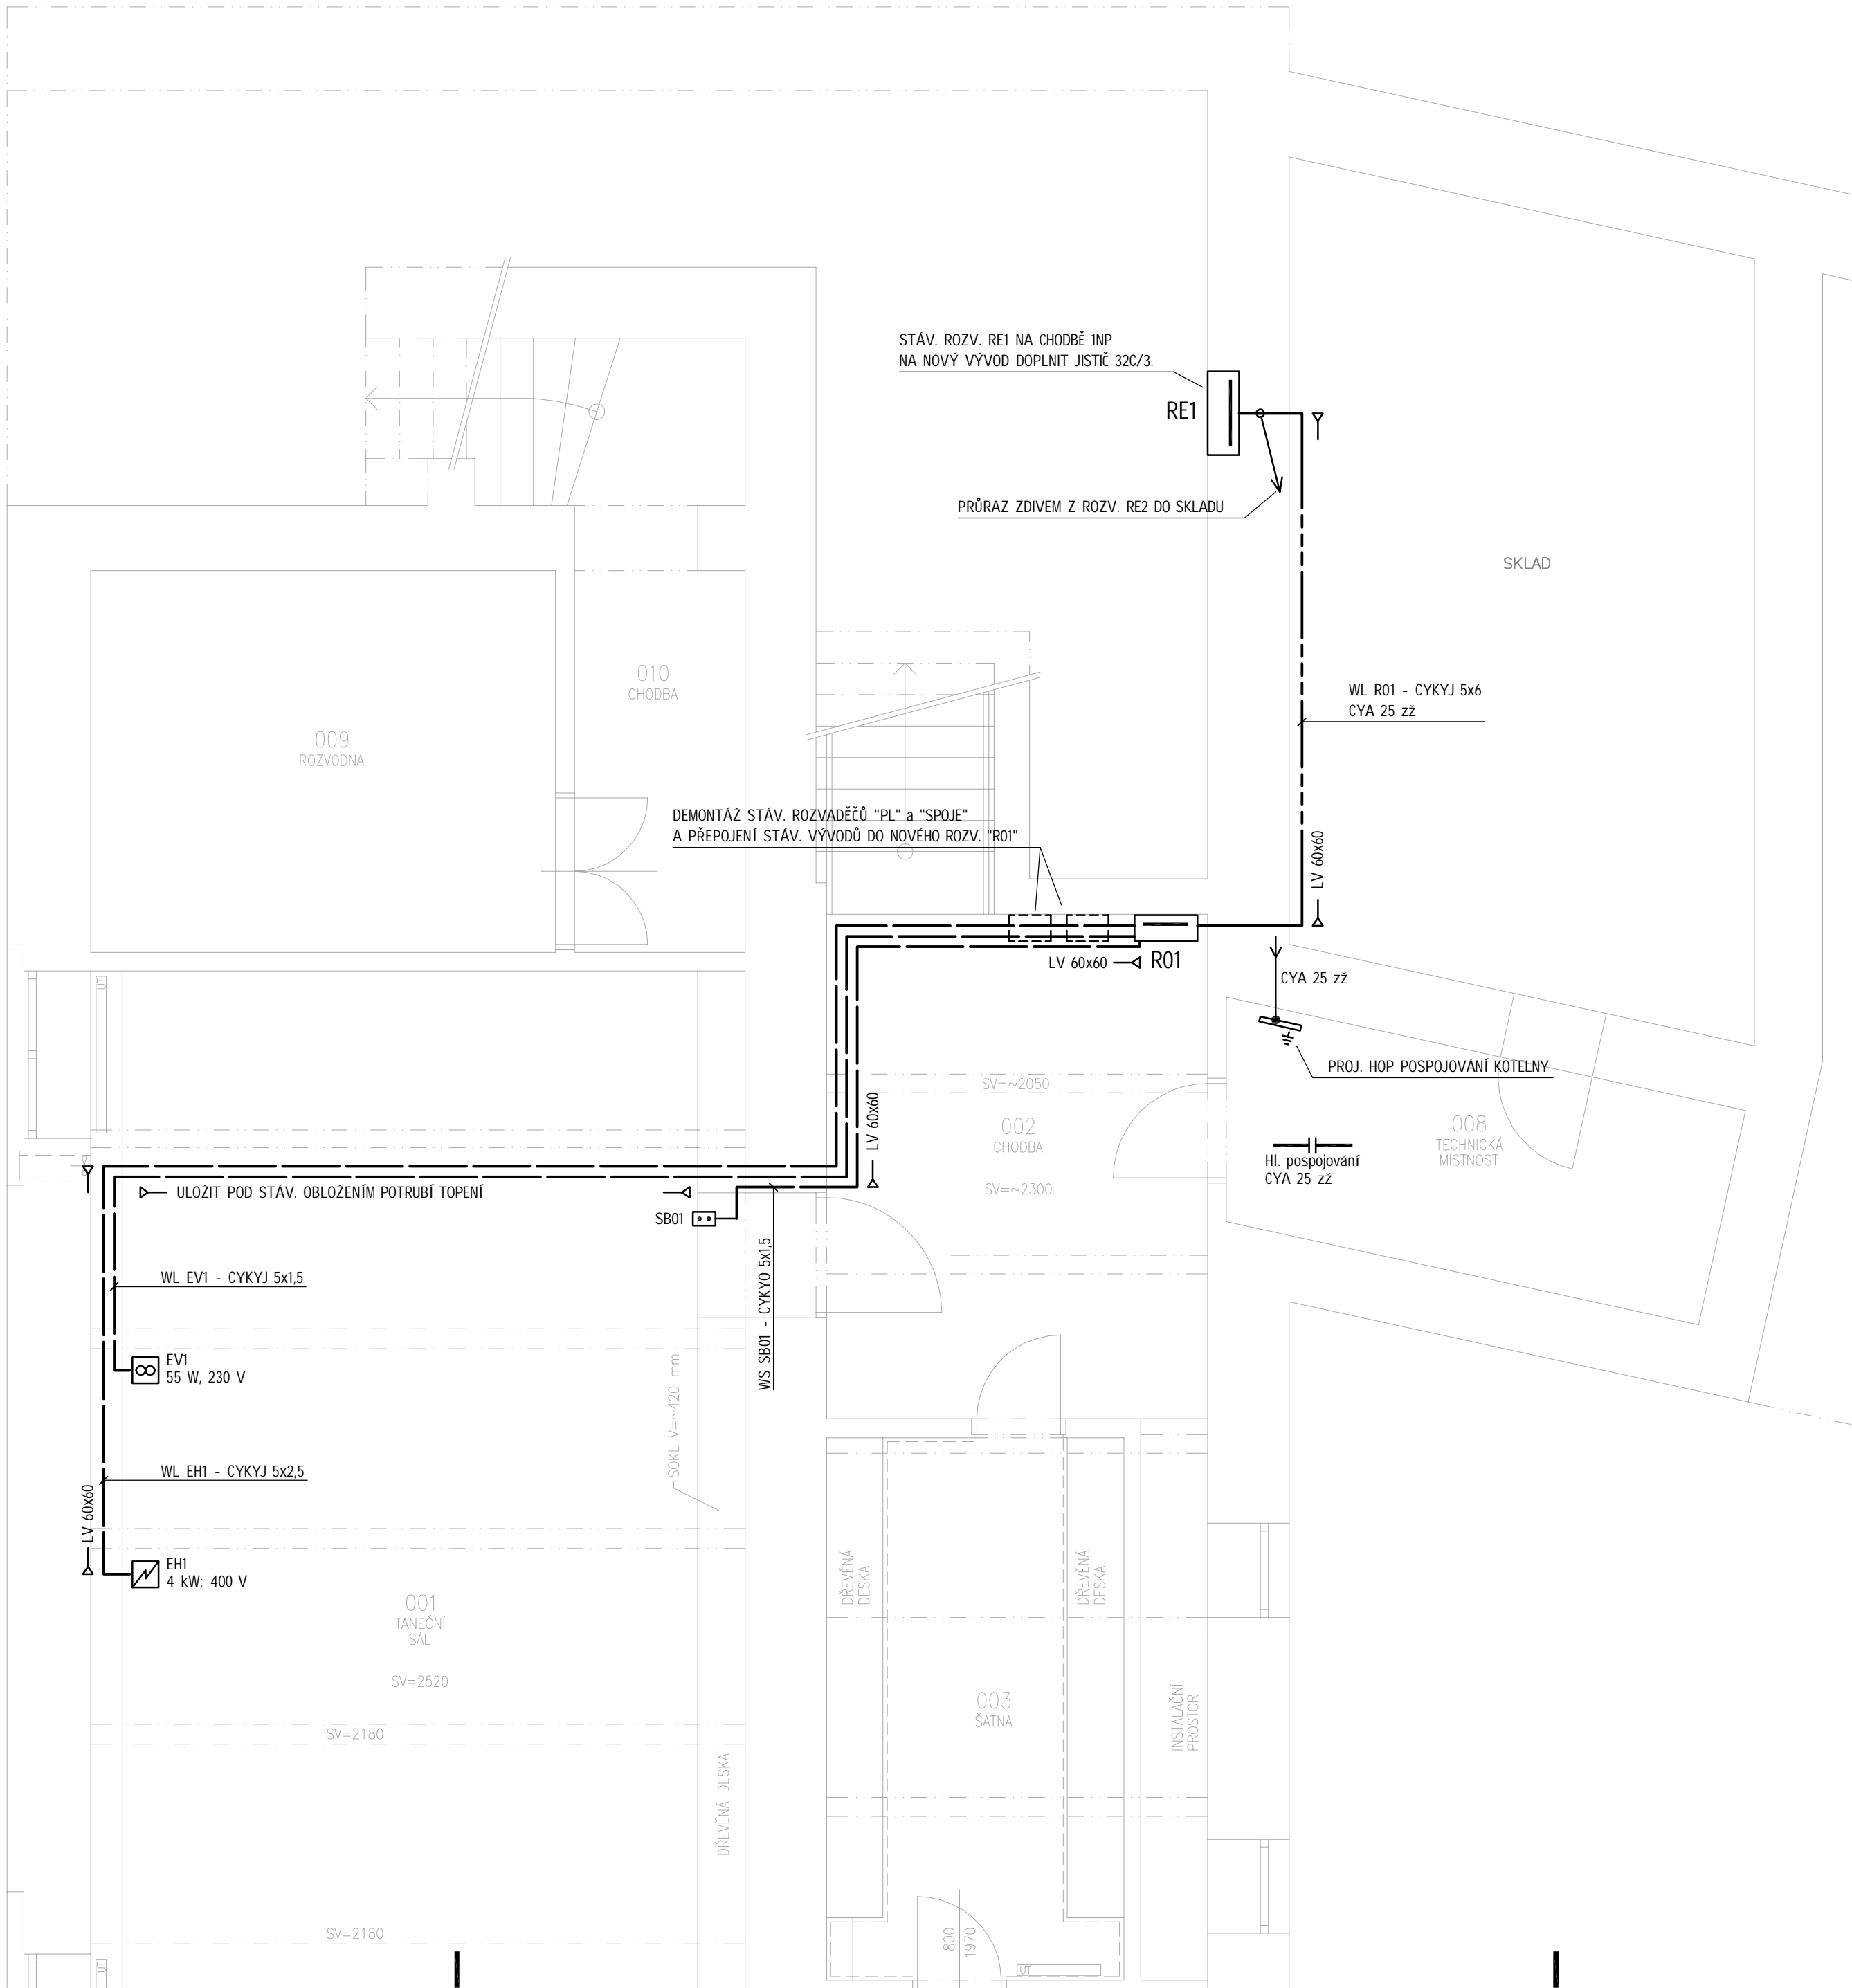 STÁV. ROZV. RE1 NA CHODBĚ 1NP
NA NOVÝ VÝVOD DOPLNIT JISTIČ 32C/3.
RE1
PRŮRAZ ZDIVEM Z ROZV. RE2 DO SKLADU
SKLAD
010
CHODBA
009
ROZVODNA
WL R01 - CYKYJ 5x6
CYA 25 zž
DEMONTÁŽ STÁV. ROZVADĚČŮ "PL" a "SPOJE"
A PŘEPOJENÍ STÁV. VÝVODŮ DO NOVÉHO ROZV. "R01"
LV 60x60
LV 60x60
R01
CYA 25 zž
ÚT
PROJ. HOP POSPOJOVÁNÍ KOTELNY
SV=~2050
002
CHODBA
SV=~2300
LV 60x60
008
TECHNICKÁ
MÍSTNOST
Hl. pospojování
CYA 25 zž
ULOŽIT POD STÁV. OBLOŽENÍM POTRUBÍ TOPENÍ
SB01
WS SB01 - CYKYO 5x1,5
WL EV1 - CYKYJ 5x1,5
EV1
55 W, 230 V
SOKL V=~420 mm
WL EH1 - CYKYJ 5x2,5
LV 60x60
EH1
4 kW; 400 V
001
TANEČNÍ
SÁL
SV=2520
DŘEVĚNÁ
DESKA
DŘEVĚNÁ
DESKA
003
ŠATNA
INSTALAČNÍ
PROSTOR
SV=2180
DŘEVĚNÁ DESKA
SV=2180
800
1970
ÚT
ÚT